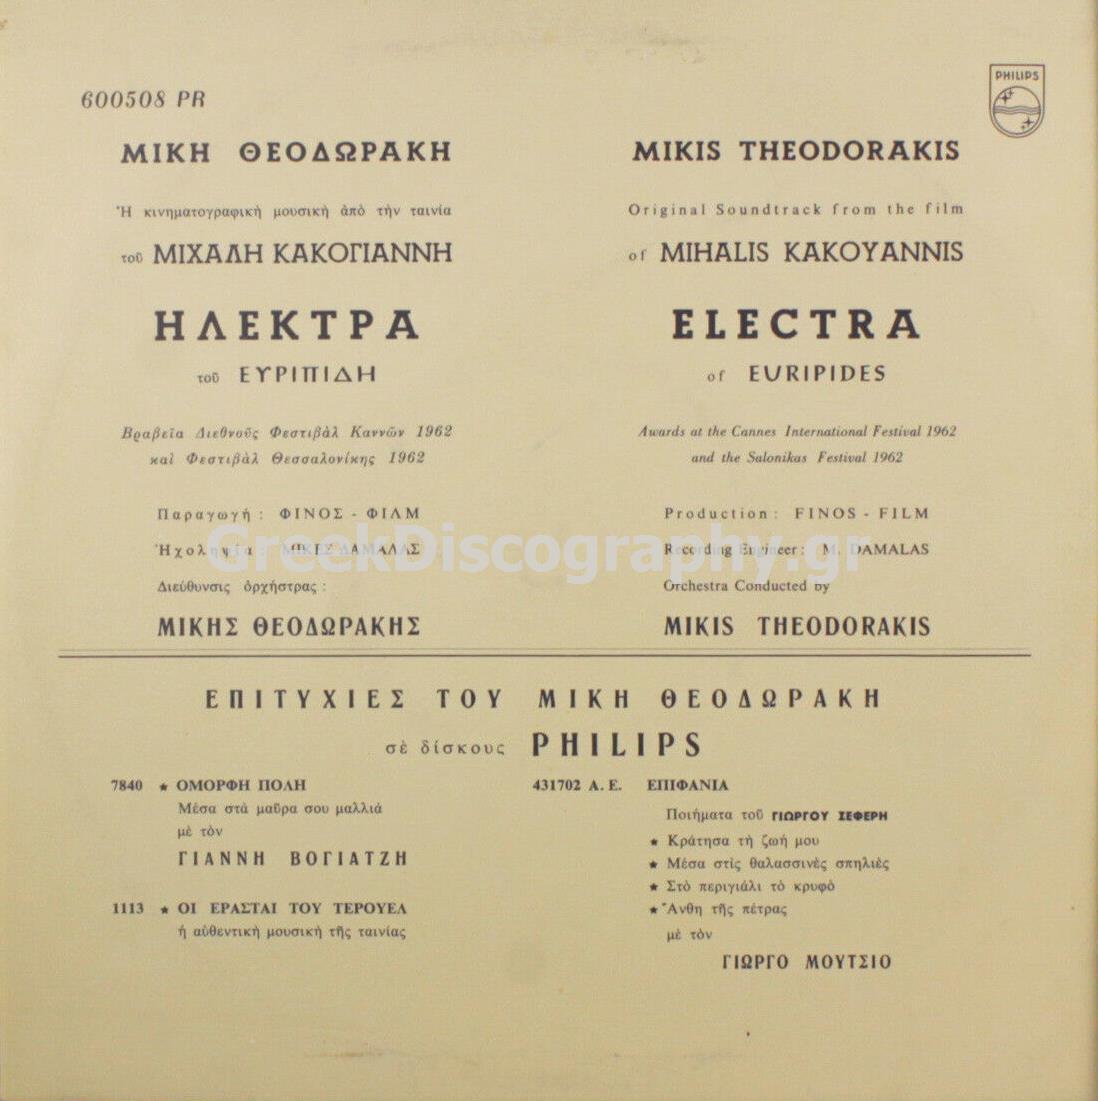 600508 PR
PHILIPS
ΜΙΚΗ ΘΕΟΔΩΡΑΚΗ
Ἡ κινηματογραφικὴ μουσικὴ ἀπὸ τὴν ταινία
τοῦ ΜΙΧΑΛΗ ΚΑΚΟΓΙΑΝΝΗ
ΗΛΕΚΤΡΑ
τοῦ ΕΥΡΙΠΙΔΗ
Βραβεῖα Διεθνοῦς Φεστιβὰλ Καννῶν 1962
καὶ Φεστιβὰλ Θεσσαλονίκης 1962
Παραγωγή : ΦΙΝΟΣ - ΦΙΛΜ
Ἠχοληψία : ΜΙΚΕΣ ΔΑΜΑΛΑΣ
Διεύθυνσις ὀρχήστρας :
ΜΙΚΗΣ ΘΕΟΔΩΡΑΚΗΣ
MIKIS THEODORAKIS
Original Soundtrack from the film
of MIHALIS KAKOYANNIS
ELECTRA
of EURIPIDES
Awards at the Cannes International Festival 1962
and the Salonikas Festival 1962
Production : FINOS - FILM
Recording Engineer : M. DAMALAS
Orchestra Conducted by
MIKIS THEODORAKIS
GreekDiscography.gr
ΕΠΙΤΥΧΙΕΣ ΤΟΥ ΜΙΚΗ ΘΕΟΔΩΡΑΚΗ
σὲ δίσκους PHILIPS
7840 ★ ΟΜΟΡΦΗ ΠΟΛΗ
Μέσα στὰ μαῦρα σου μαλλιά
μὲ τὸν
ΓΙΑΝΝΗ ΒΟΓΙΑΤΖΗ
1113 ★ ΟΙ ΕΡΑΣΤΑΙ ΤΟΥ ΤΕΡΟΥΕΛ
ἡ αὐθεντικὴ μουσικὴ τῆς ταινίας
431702 Α. Ε. ΕΠΙΦΑΝΙΑ
Ποιήματα τοῦ ΓΙΩΡΓΟΥ ΣΕΦΕΡΗ
★ Κράτησα τὴ ζωή μου
★ Μέσα στὶς θαλασσινὲς σπηλιὲς
★ Στὸ περιγιάλι τὸ κρυφὸ
★ Ἄνθη τῆς πέτρας
μὲ τὸν
ΓΙΩΡΓΟ ΜΟΥΤΣΙΟ